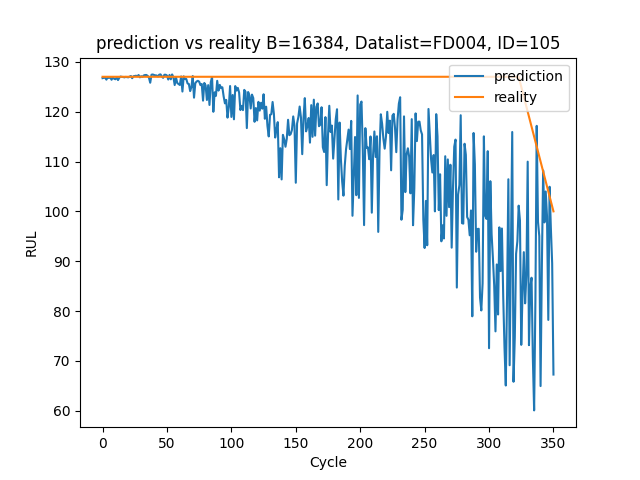 prediction vs reality B=16384, Datalist=FD004, ID=105
130
120
110
100
90
80
70
60
RUL
prediction
reality
0 50 100 150 200 250 300 350
Cycle